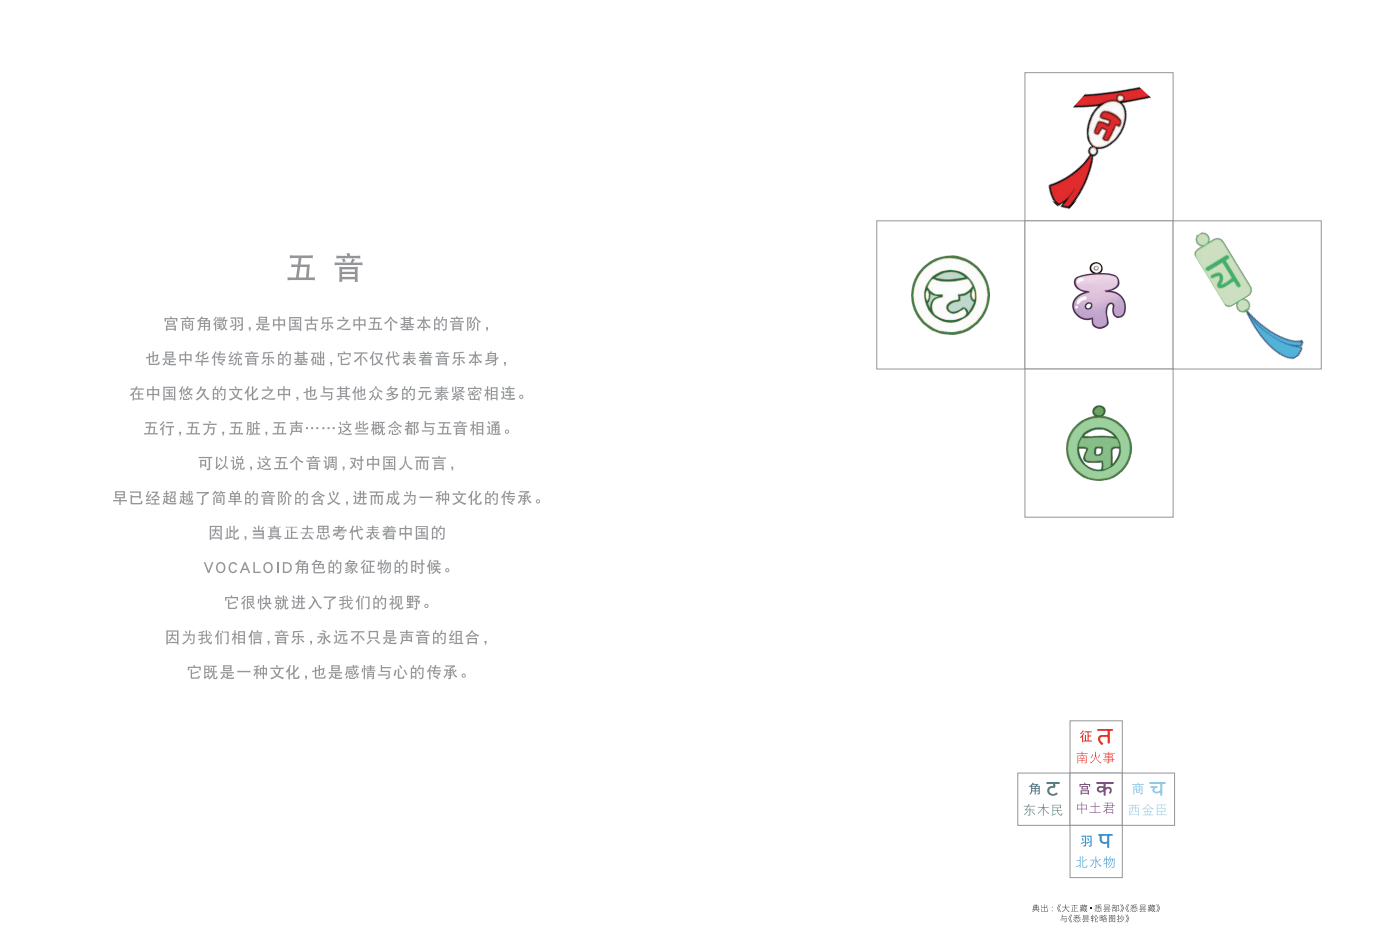 五 音
宫商角徵羽,是中国古乐之中五个基本的音阶,
也是中华传统音乐的基础,它不仅代表着音乐本身,
在中国悠久的文化之中,也与其他众多的元素紧密相连。
五行,五方,五脏,五声……这些概念都与五音相通。
可以说,这五个音调,对中国人而言,
早已经超越了简单的音阶的含义,进而成为一种文化的传承。
因此,当真正去思考代表着中国的
VOCALOID角色的象征物的时候。
它很快就进入了我们的视野。
因为我们相信,音乐,永远不只是声音的组合,
它既是一种文化,也是感情与心的传承。
त
ट
क
च
प
征 त
南火事
角 ट
东木民
宫 क
中土君
商 च
西金臣
羽 प
北水物
典出:《大正藏•悉昙部》《悉昙藏》
与《悉昙轮略图抄》